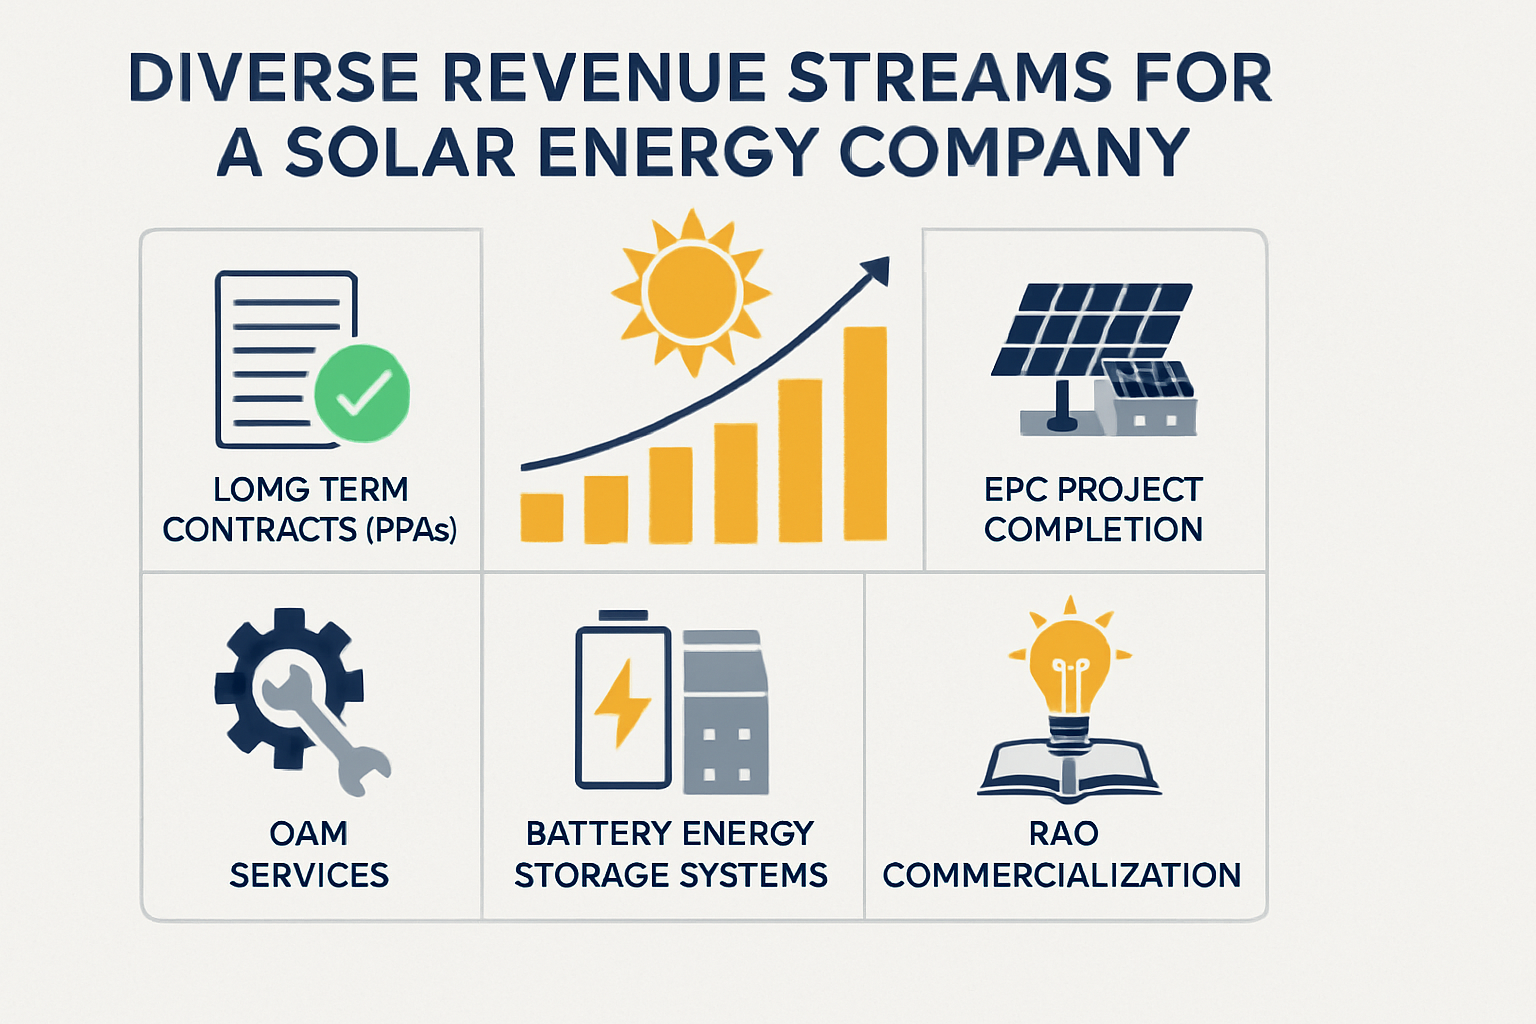 DIVERSE REVENUE STREAMS FOR
A SOLAR ENERGY COMPANY
LOMG TERM
CONTRACTS (PPAs)
EPC PROJECT
COMPLETION
OAM
SERVICES
BATTERY ENERGY
STORAGE SYSTEMS
RAO
COMMERCIALIZATION